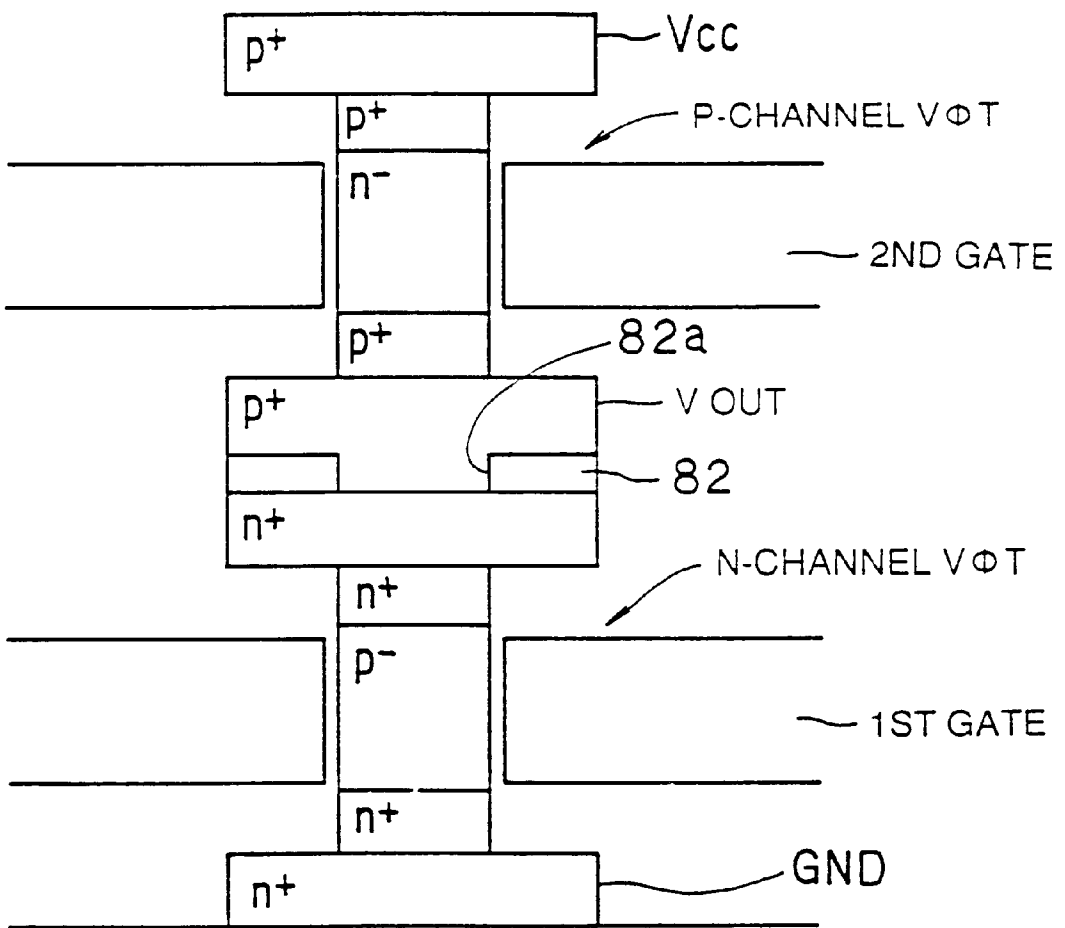 p+ Vcc
p+ P-CHANNEL VΦT
n-
2ND GATE
p+ 82a
p+ V OUT
82
n+
N-CHANNEL VΦT
n+
p-
1ST GATE
n+
GND
n+